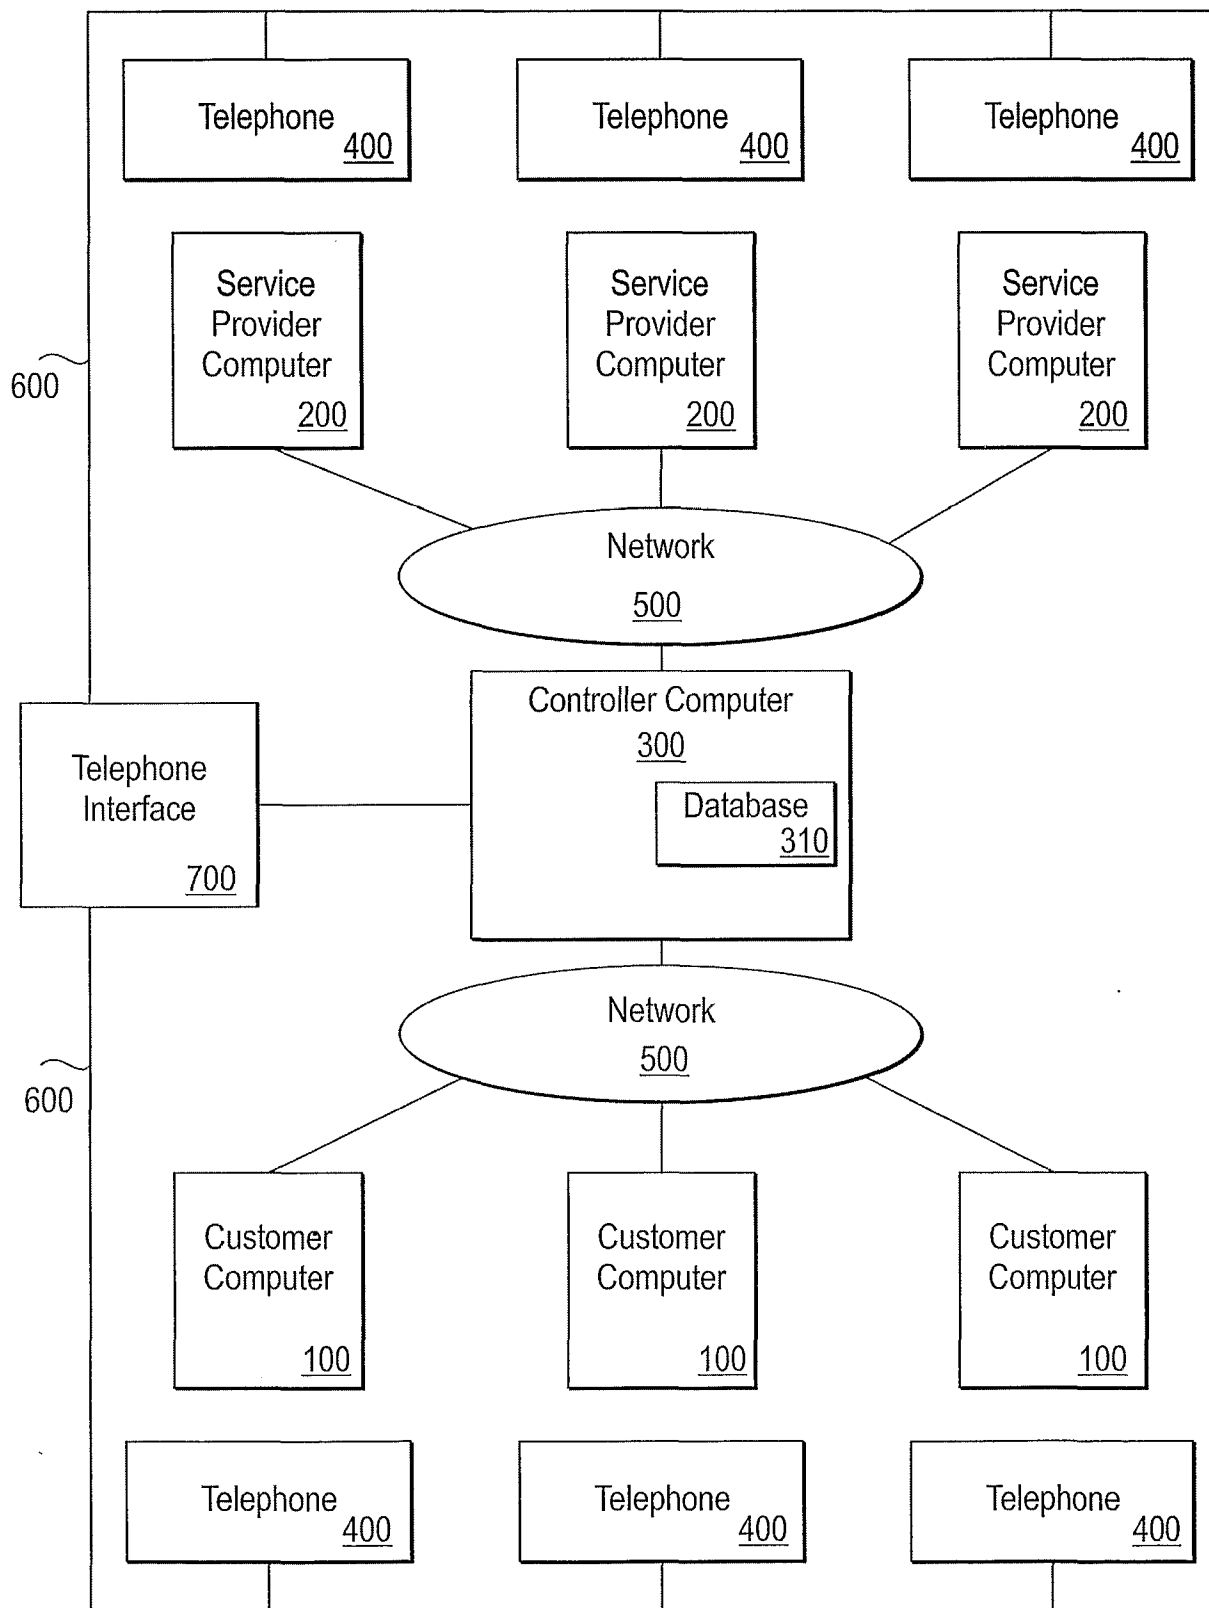 Telephone
400
Telephone
400
Telephone
400
Service
Provider
Computer
200
Service
Provider
Computer
200
Service
Provider
Computer
200
600
Network
500
Controller Computer
300
Telephone
Interface
700
Database
310
Network
500
600
Customer
Computer
100
Customer
Computer
100
Customer
Computer
100
Telephone
400
Telephone
400
Telephone
400